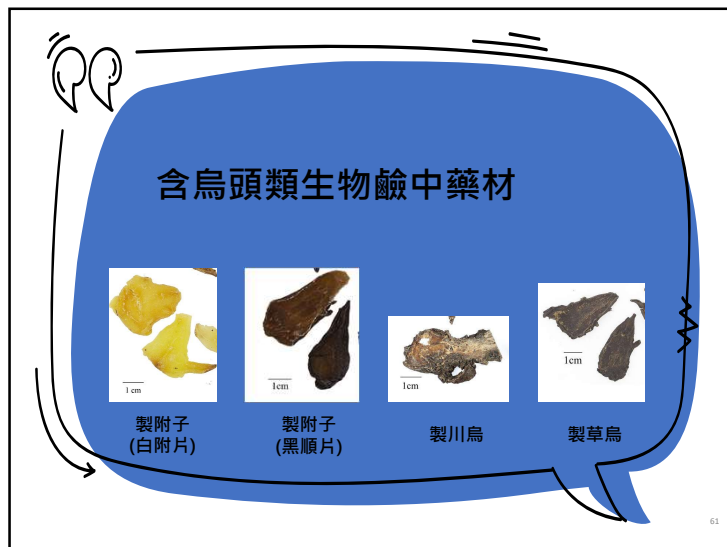 含烏頭類生物鹼中藥材
1 cm
1cm
1cm
1cm
製附子
(白附片)
製附子
(黑順片)
製川烏
製草烏
61